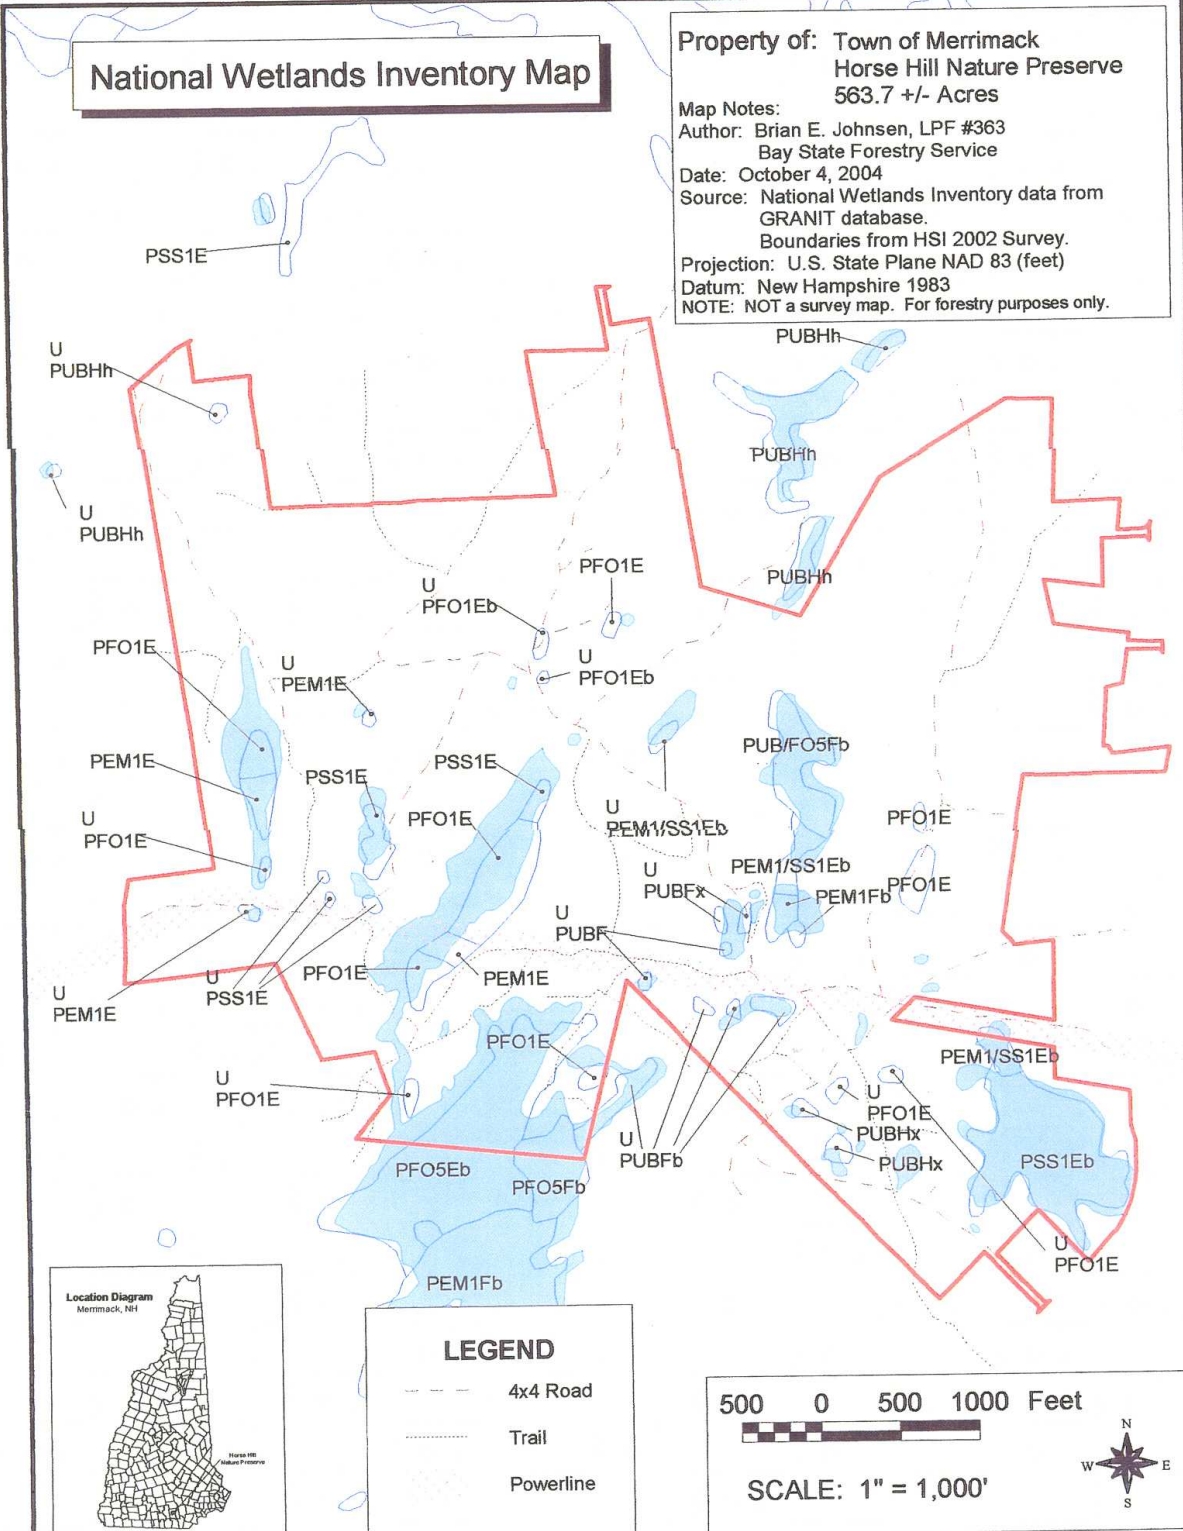 National Wetlands Inventory Map
Property of: Town of Merrimack
Horse Hill Nature Preserve
563.7 +/- Acres
Map Notes:
Author: Brian E. Johnsen, LPF #363
Bay State Forestry Service
Date: October 4, 2004
Source: National Wetlands Inventory data from
GRANIT database.
Boundaries from HSI 2002 Survey.
Projection: U.S. State Plane NAD 83 (feet)
Datum: New Hampshire 1983
NOTE: NOT a survey map. For forestry purposes only.
PSS1E
PUBHh
U
PUBHh
PUBHh
U
PUBHh
PUBHh
PFO1E
U
PFO1Eb
PFO1E
U
PEM1E
U
PFO1Eb
PEM1E
PSS1E
PSS1E
PUB/FO5Fb
U
PFO1E
PFO1E
U
PEM1/SS1Eb
PFO1E
U
PUBFx
PEM1/SS1Eb
PEM1Fb
PFO1E
U
PUBF
U
PEM1E
U
PSS1E
PFO1E
PEM1E
PFO1E
PEM1/SS1Eb
U
PFO1E
U
PFO1E
PUBHx
PUBHx
U
PUBFb
PFO5Eb
PFO5Fb
PSS1Eb
U
PFO1E
PEM1Fb
Location Diagram
Merrimack, NH
Horse Hill
Nature Preserve
LEGEND
4x4 Road
Trail
Powerline
500 0 500 1000 Feet
SCALE: 1" = 1,000'
N
W E
S